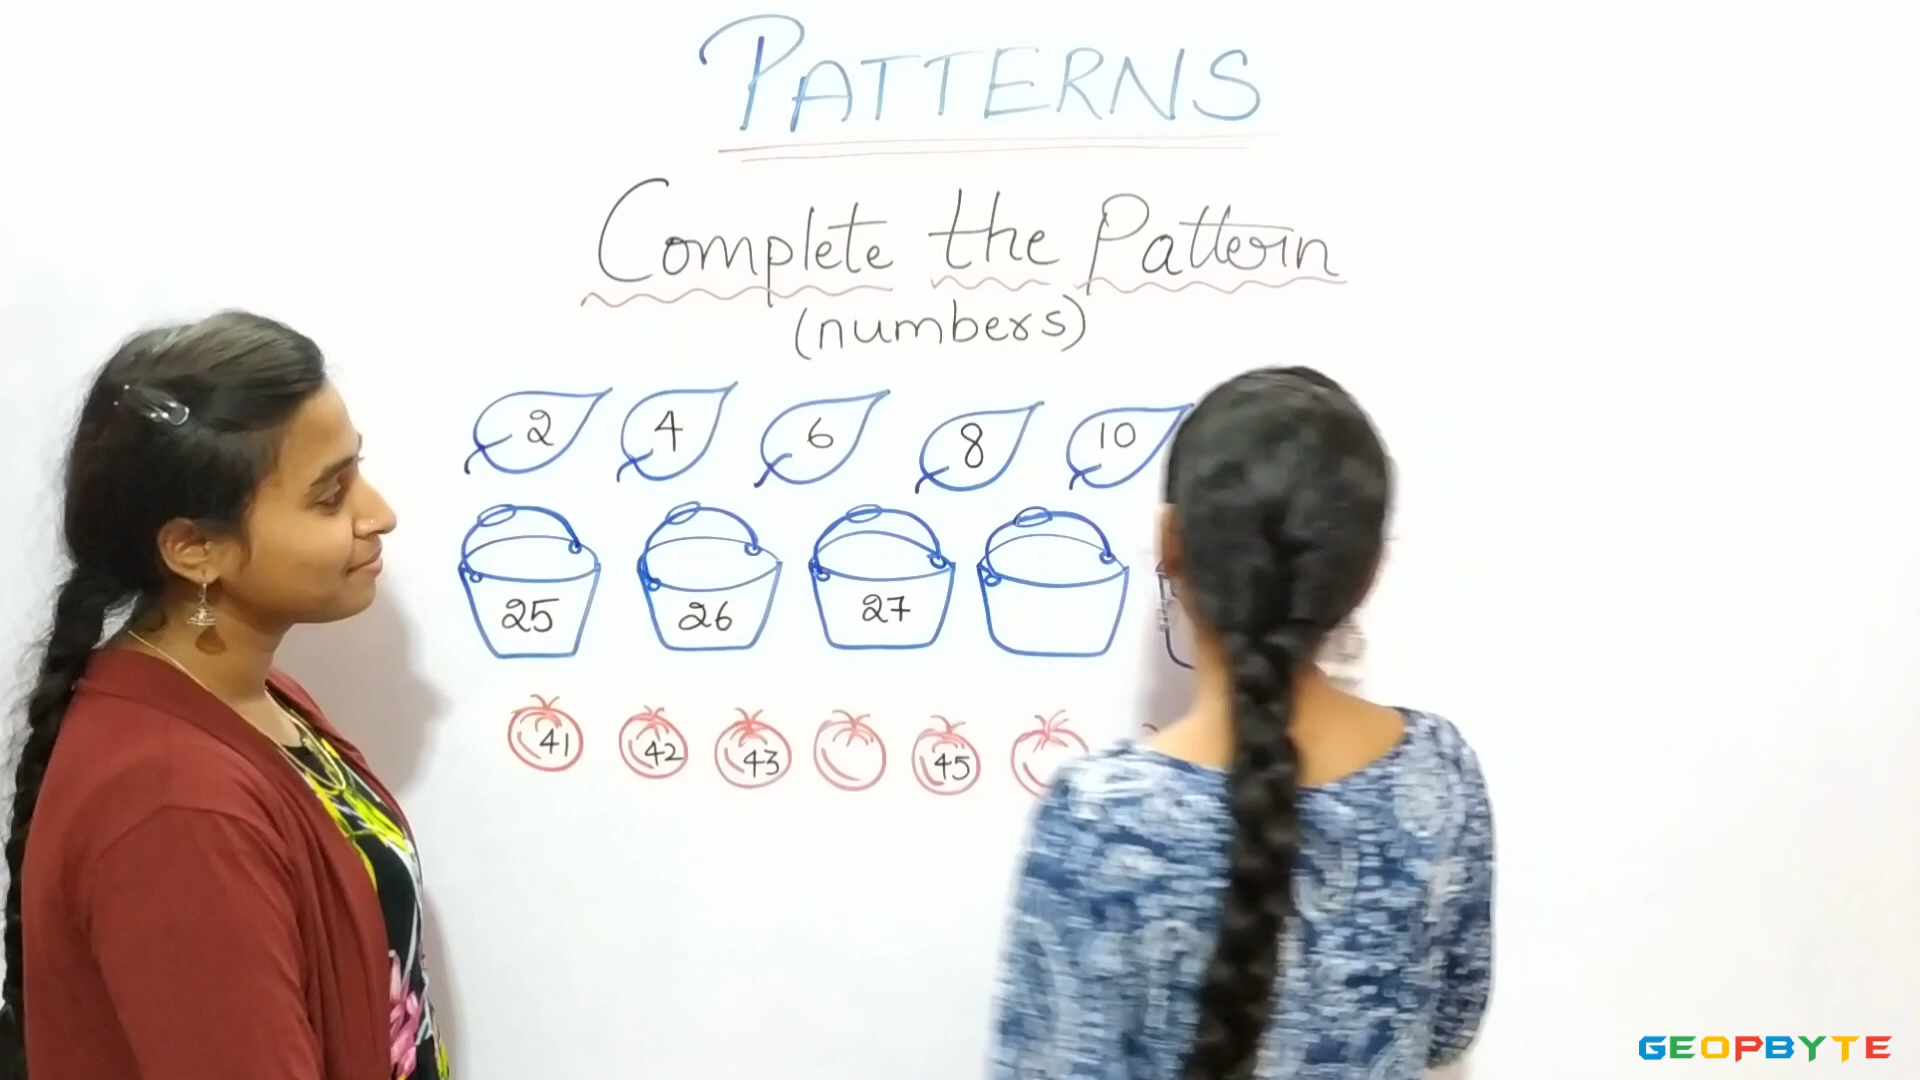 PATTERNS
Complete the Pattern
(numbers)
2 4 6 8 10
25 26 27
41 42 43 45
GEOPBYTE